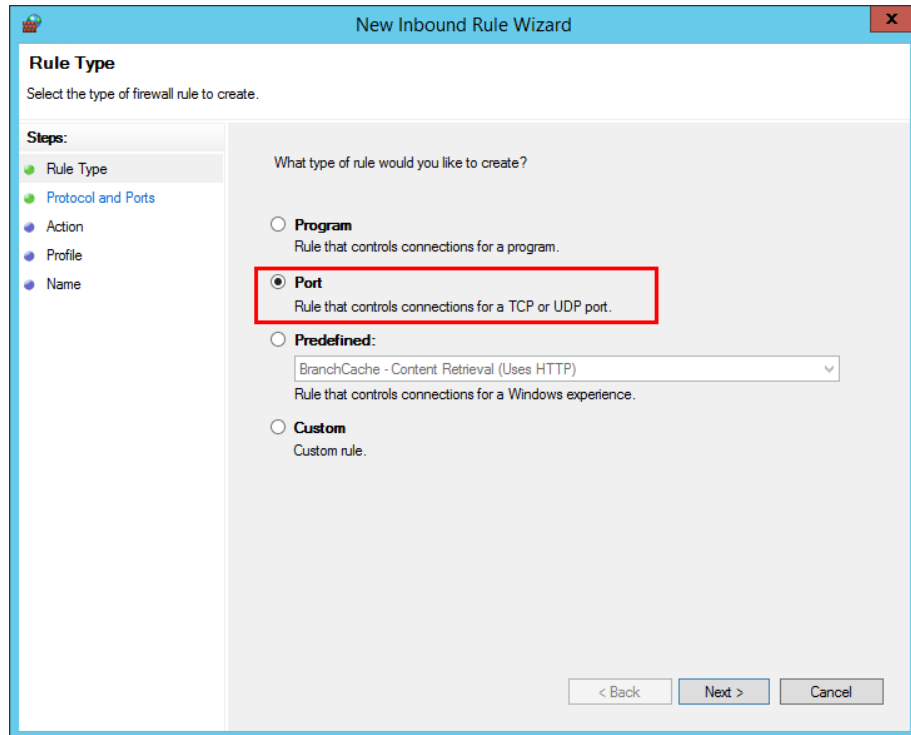 New Inbound Rule Wizard
x
Rule Type
Select the type of firewall rule to create.
Steps:
Rule Type
Protocol and Ports
Action
Profile
Name
What type of rule would you like to create?
Program
Rule that controls connections for a program.
Port
Rule that controls connections for a TCP or UDP port.
Predefined:
BranchCache - Content Retrieval (Uses HTTP)
Rule that controls connections for a Windows experience.
Custom
Custom rule.
< Back
Next >
Cancel